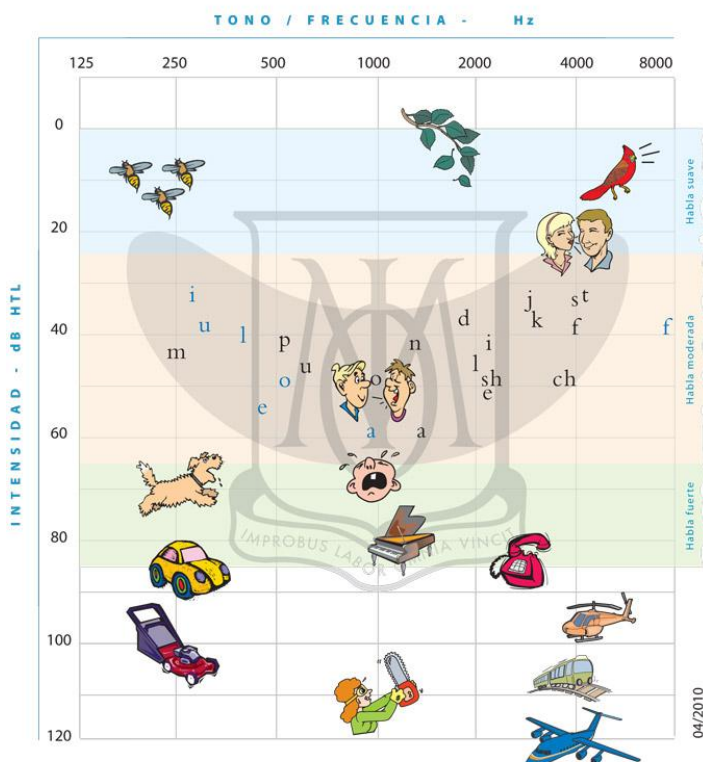 TONO / FRECUENCIA - Hz
125 250 500 1000 2000 4000 8000
0
20
40
60
80
100
120
INTENSIDAD - dB HTL
Habla suave
Habla moderada
Habla fuerte
i
j s t
u d k f f
l p n i
m u l
o o sh ch
e e
a a
IMPROBUS LABOR OMNIA VINCIT
04/2010